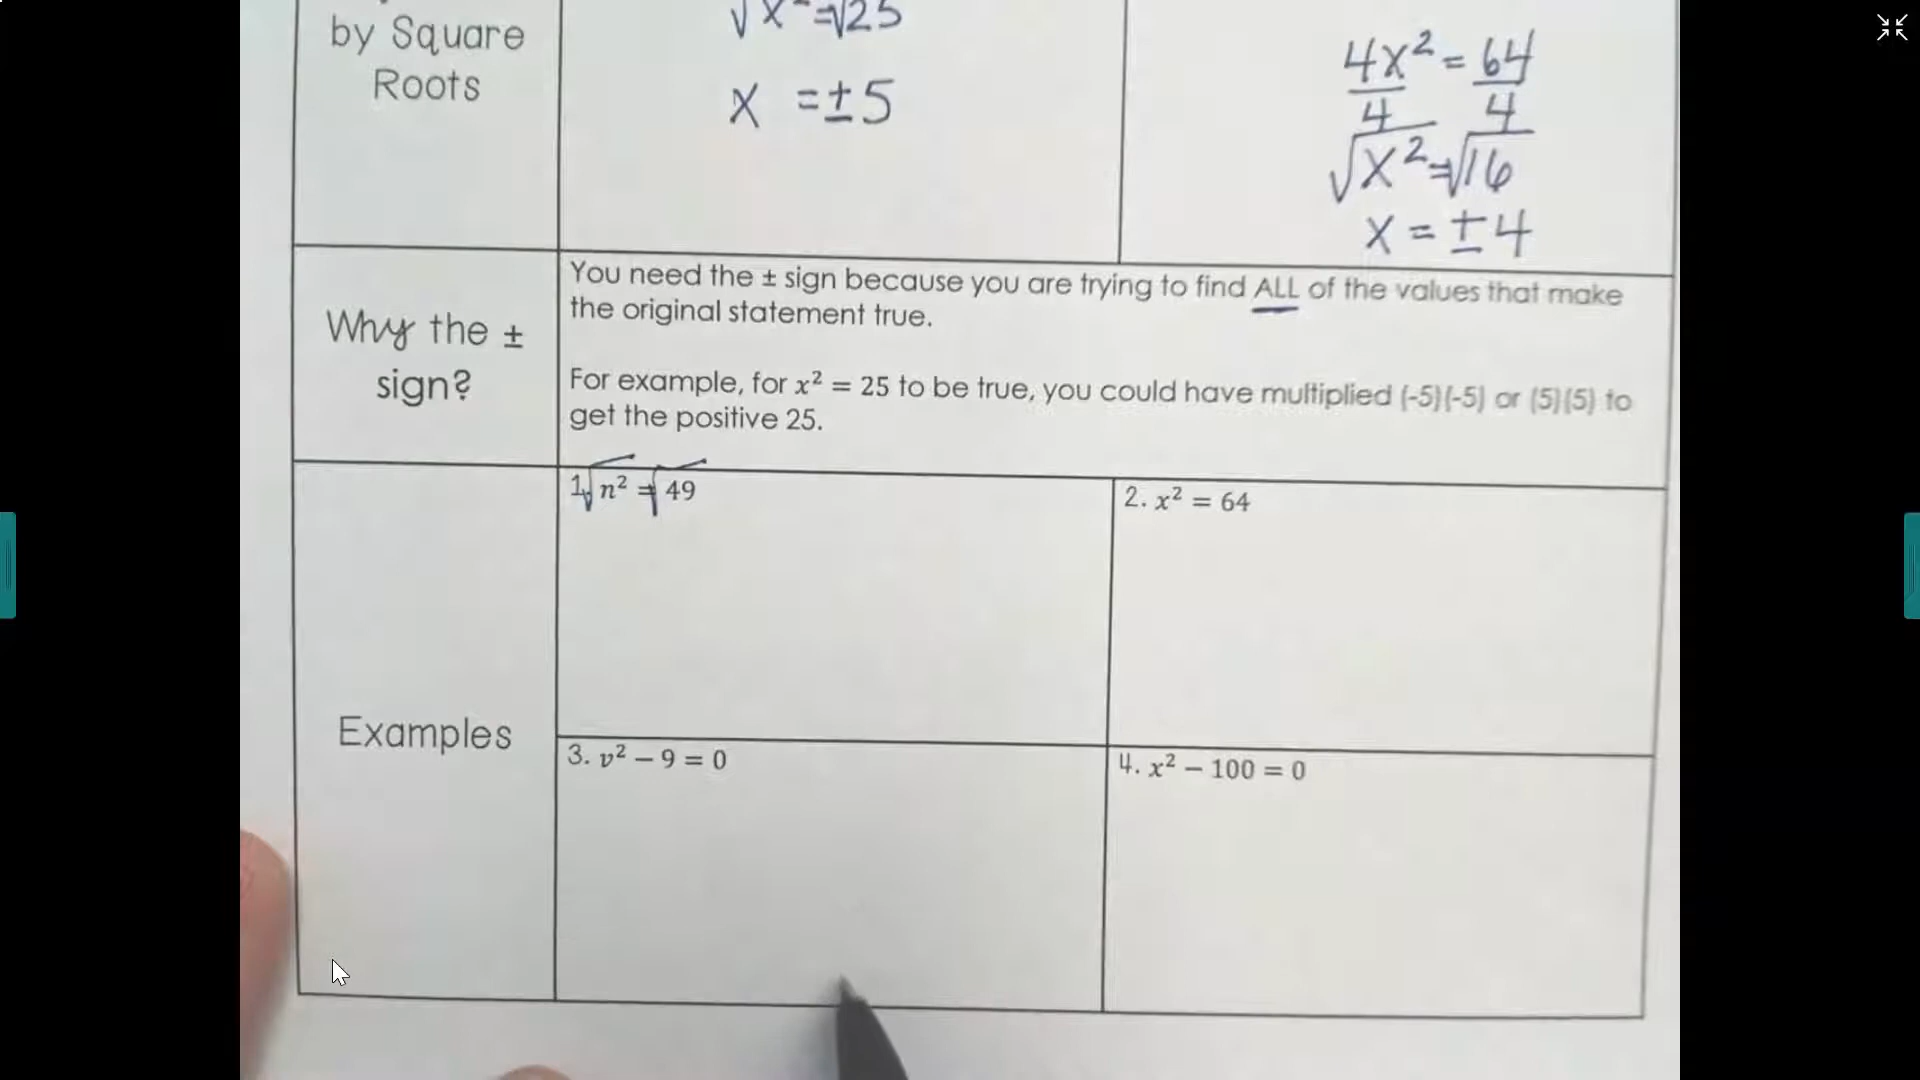 by Square
Roots
√x²=√25
x = ±5
4x² = 64
4 4
√x²=√16
x = ±4
Why the ±
sign?
You need the ± sign because you are trying to find ALL of the values that make
the original statement true.
For example, for x² = 25 to be true, you could have multiplied (-5)(-5) or (5)(5) to
get the positive 25.
Examples
1. √n² = √49
2. x² = 64
3. v² – 9 = 0
4. x² – 100 = 0